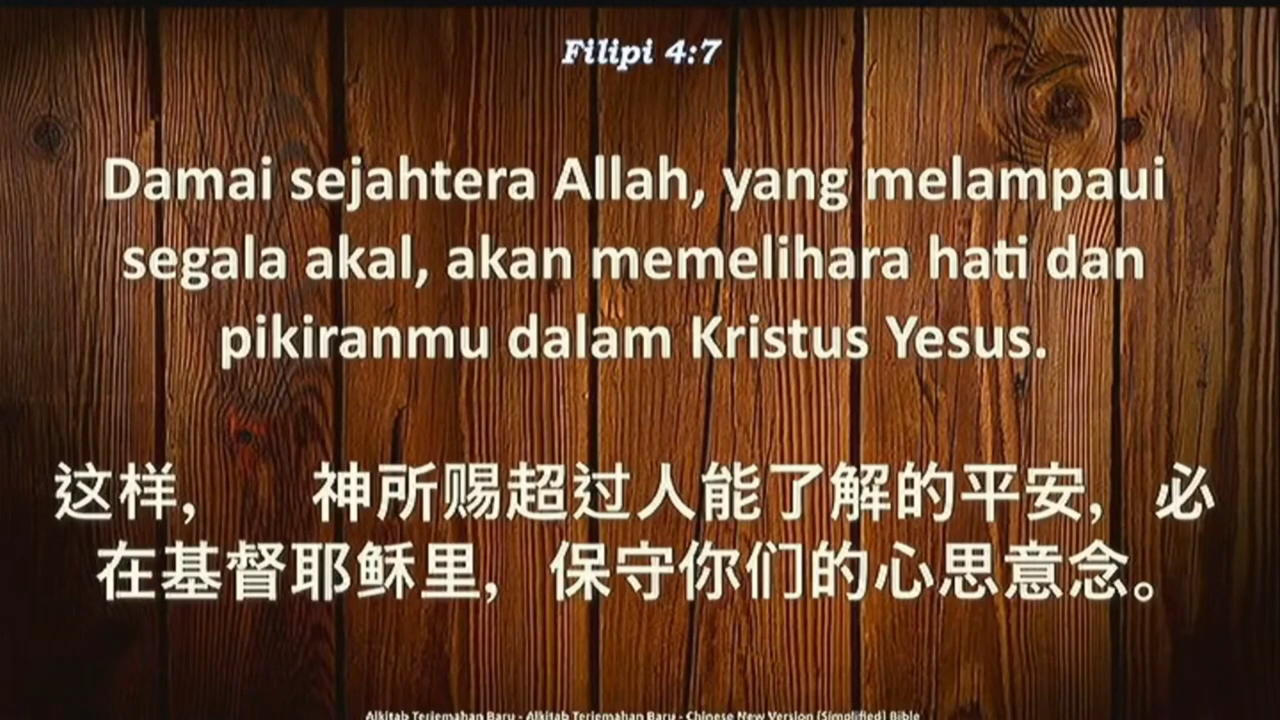 Filipi 4:7
Damai sejahtera Allah, yang melampaui
segala akal, akan memelihara hati dan
pikiranmu dalam Kristus Yesus.
这样,　神所赐超过人能了解的平安, 必
在基督耶稣里, 保守你们的心思意念。
Alkitab Terjemahan Baru - Alkitab Terjemahan Baru - Chinese New Version (Simplified) Bible